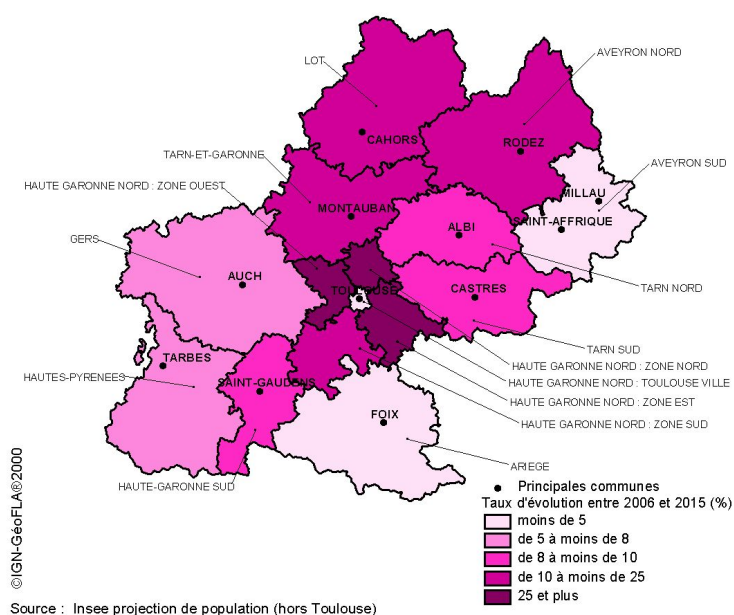 LOT
AVEYRON NORD
CAHORS
RODEZ
TARN-ET-GARONNE
AVEYRON SUD
HAUTE GARONNE NORD : ZONE OUEST
MILLAU
MONTAUBAN
SAINT-AFFRIQUE
ALBI
GERS
AUCH
TARN NORD
TOULOUSE
CASTRES
TARN SUD
TARBES
HAUTE GARONNE NORD : ZONE NORD
HAUTES-PYRENEES
SAINT-GAUDENS
HAUTE GARONNE NORD : TOULOUSE VILLE
HAUTE GARONNE NORD : ZONE EST
FOIX
HAUTE GARONNE NORD : ZONE SUD
ARIEGE
HAUTE-GARONNE SUD
Principales communes
Taux d'évolution entre 2006 et 2015 (%)
moins de 5
de 5 à moins de 8
de 8 à moins de 10
de 10 à moins de 25
25 et plus
©IGN-GéoFLA®2000
Source : Insee projection de population (hors Toulouse)